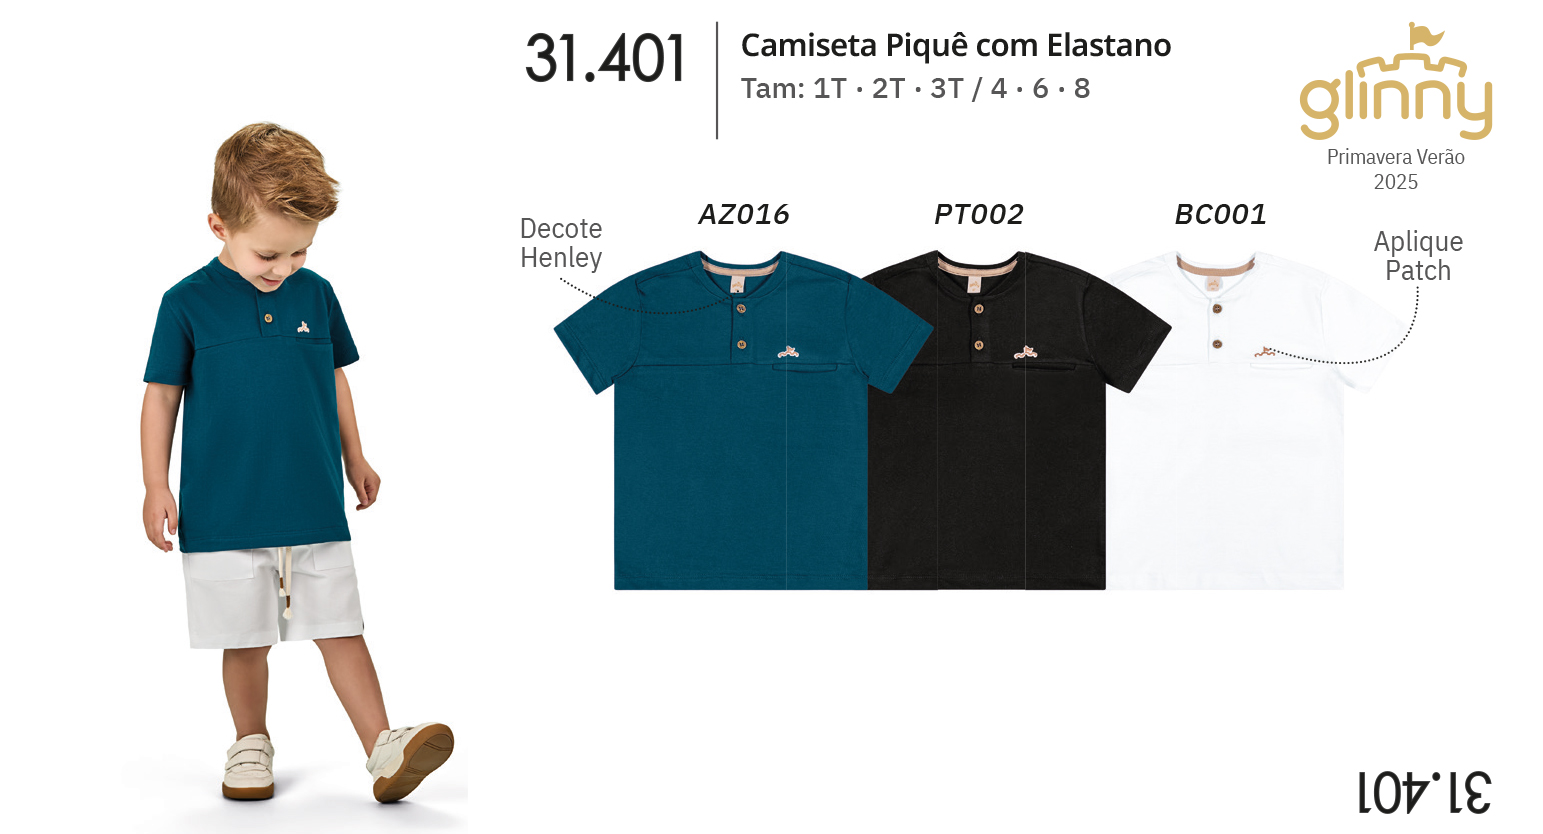 31.401
Camiseta Piquê com Elastano
Tam: 1T · 2T · 3T / 4 · 6 · 8
glinny
Primavera Verão
2025
AZ016
PT002
BC001
Decote
Henley
Aplique
Patch
31.401